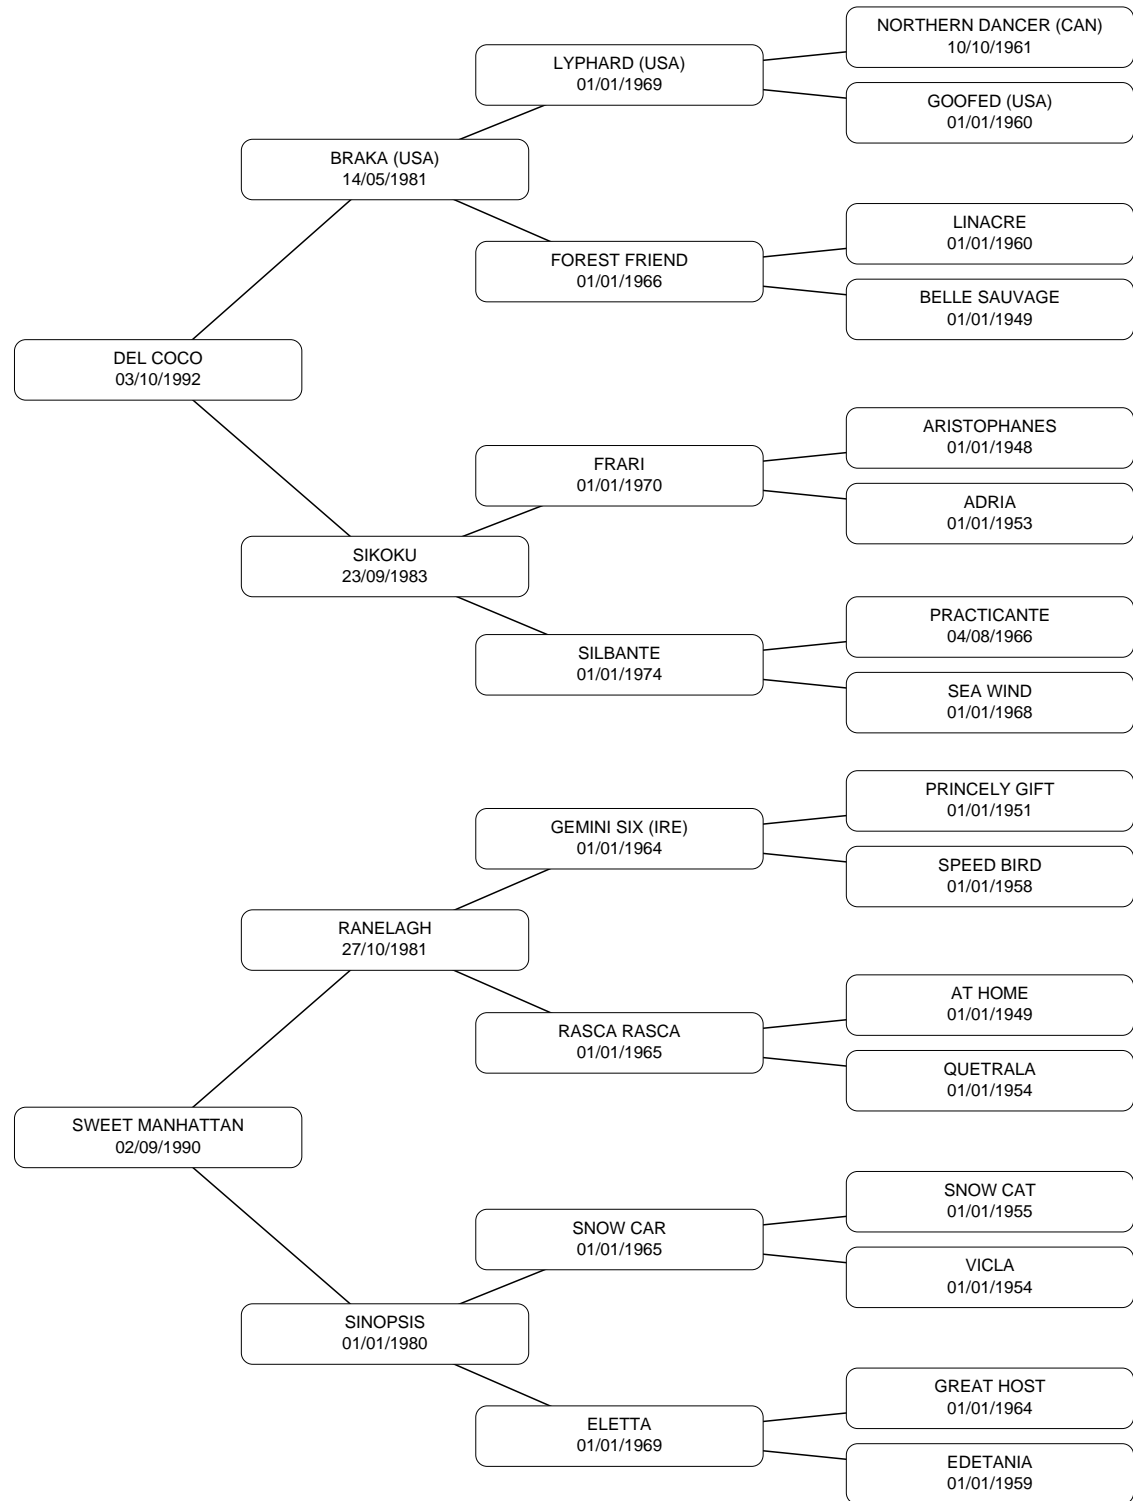 NORTHERN DANCER (CAN)
10/10/1961
LYPHARD (USA)
01/01/1969
GOOFED (USA)
01/01/1960
BRAKA (USA)
14/05/1981
LINACRE
01/01/1960
FOREST FRIEND
01/01/1966
BELLE SAUVAGE
01/01/1949
DEL COCO
03/10/1992
ARISTOPHANES
01/01/1948
FRARI
01/01/1970
ADRIA
01/01/1953
SIKOKU
23/09/1983
PRACTICANTE
04/08/1966
SILBANTE
01/01/1974
SEA WIND
01/01/1968
PRINCELY GIFT
01/01/1951
GEMINI SIX (IRE)
01/01/1964
SPEED BIRD
01/01/1958
RANELAGH
27/10/1981
AT HOME
01/01/1949
RASCA RASCA
01/01/1965
QUETRALA
01/01/1954
SWEET MANHATTAN
02/09/1990
SNOW CAT
01/01/1955
SNOW CAR
01/01/1965
VICLA
01/01/1954
SINOPSIS
01/01/1980
GREAT HOST
01/01/1964
ELETTA
01/01/1969
EDETANIA
01/01/1959